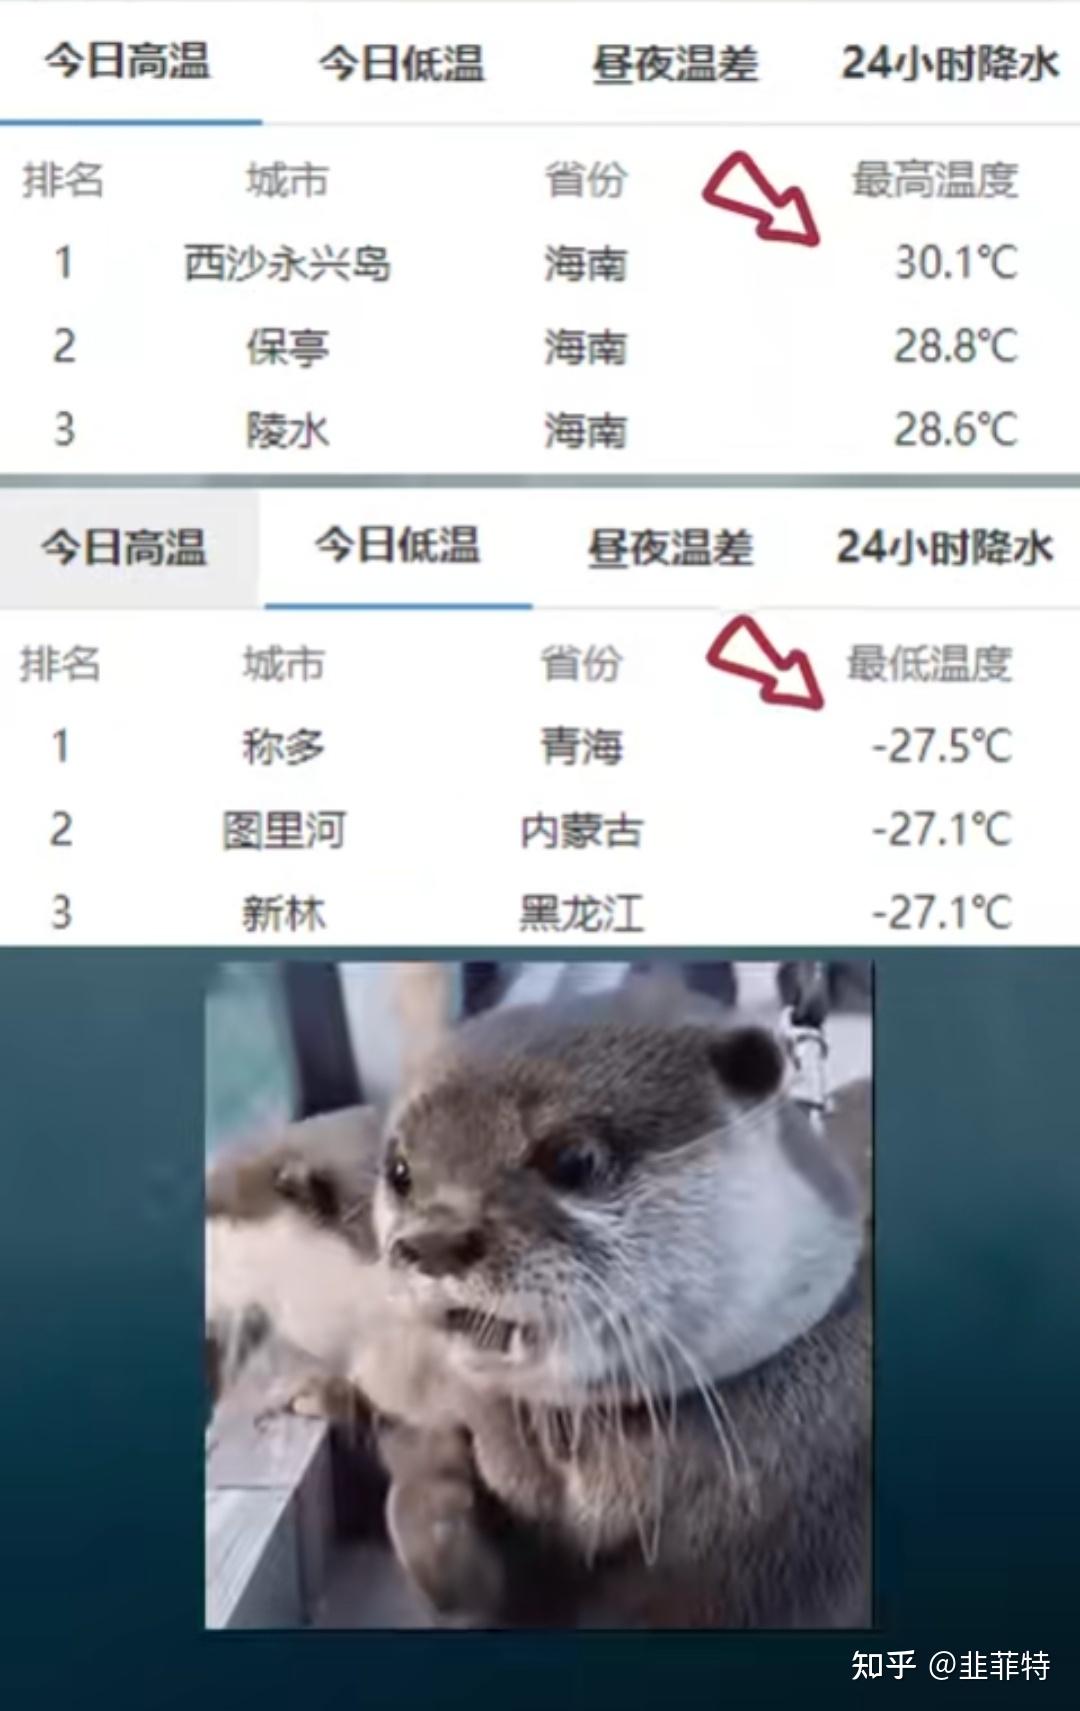 今日高温 今日低温 昼夜温差 24小时降水
排名 城市 省份 最高温度
1 西沙永兴岛 海南 30.1℃
2 保亭 海南 28.8℃
3 陵水 海南 28.6℃
今日高温 今日低温 昼夜温差 24小时降水
排名 城市 省份 最低温度
1 称多 青海 -27.5℃
2 图里河 内蒙古 -27.1℃
3 新林 黑龙江 -27.1℃
知乎 @韭菲特